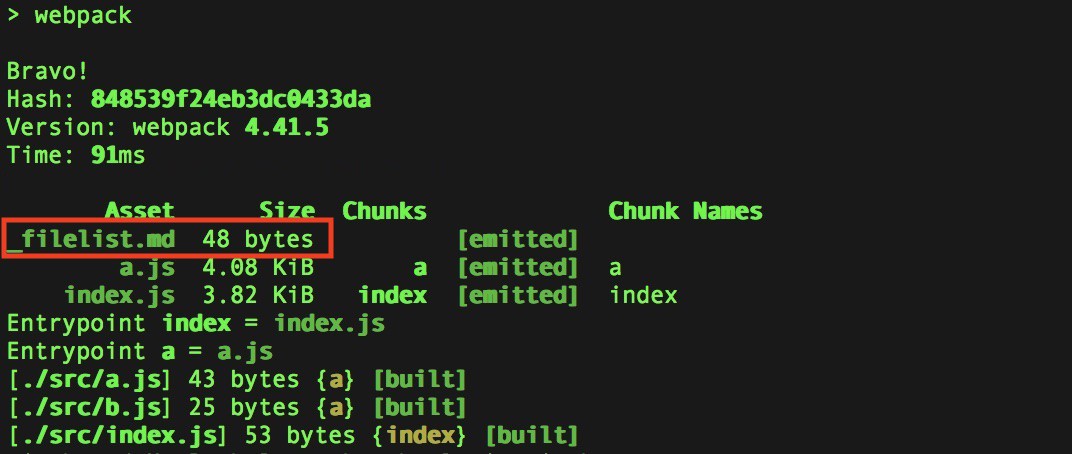 > webpack
Bravo!
Hash: 848539f24eb3dc0433da
Version: webpack 4.41.5
Time: 91ms
Asset Size Chunks Chunk Names
_filelist.md 48 bytes [emitted]
a.js 4.08 KiB a [emitted] a
index.js 3.82 KiB index [emitted] index
Entrypoint index = index.js
Entrypoint a = a.js
[./src/a.js] 43 bytes {a} [built]
[./src/b.js] 25 bytes {a} [built]
[./src/index.js] 53 bytes {index} [built]